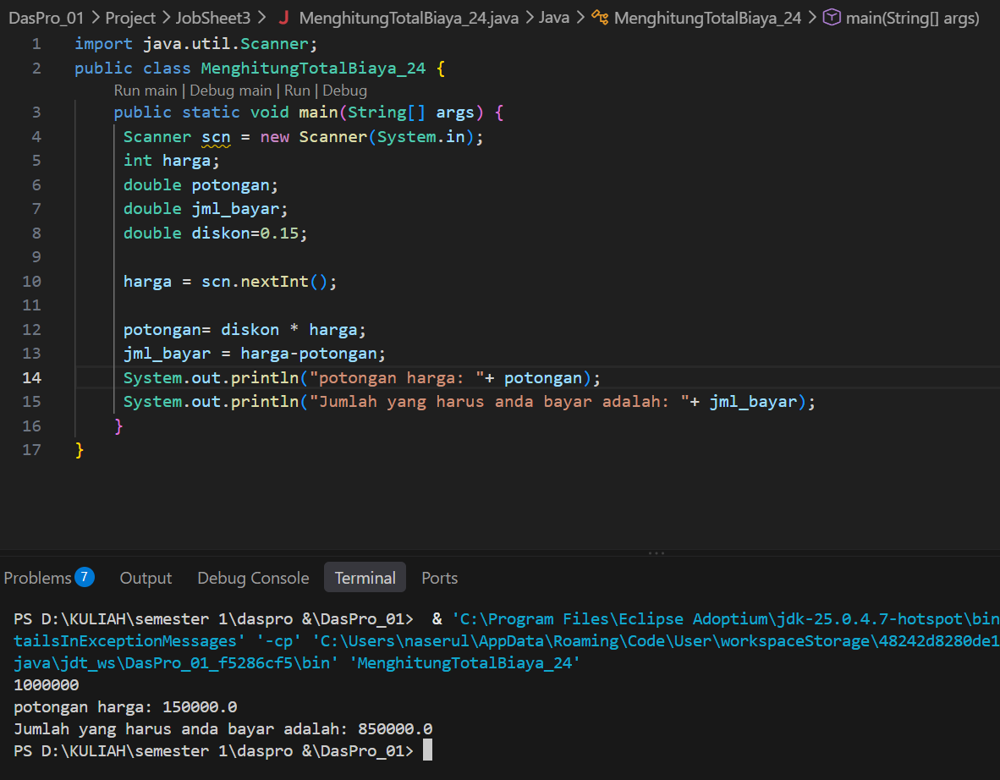 DasPro_01 > Project > JobSheet3 > J MenghitungTotalBiaya_24.java > Java > MenghitungTotalBiaya_24 > main(String[] args)
1 import java.util.Scanner;
2 public class MenghitungTotalBiaya_24 {
Run main | Debug main | Run | Debug
3 public static void main(String[] args) {
4 Scanner scn = new Scanner(System.in);
5 int harga;
6 double potongan;
7 double jml_bayar;
8 double diskon=0.15;
9
10 harga = scn.nextInt();
11
12 potongan= diskon * harga;
13 jml_bayar = harga-potongan;
14 System.out.println("potongan harga: "+ potongan);
15 System.out.println("Jumlah yang harus anda bayar adalah: "+ jml_bayar);
16 }
17 }
Problems 7 Output Debug Console Terminal Ports
PS D:\KULIAH\semester 1\daspro &\DasPro_01> & 'C:\Program Files\Eclipse Adoptium\jdk-25.0.4.7-hotspot\bin
tailsInExceptionMessages' '-cp' 'C:\Users\naserul\AppData\Roaming\Code\User\workspaceStorage\48242d8280de1
java\jdt_ws\DasPro_01_f5286cf5\bin' 'MenghitungTotalBiaya_24'
1000000
potongan harga: 150000.0
Jumlah yang harus anda bayar adalah: 850000.0
PS D:\KULIAH\semester 1\daspro &\DasPro_01>